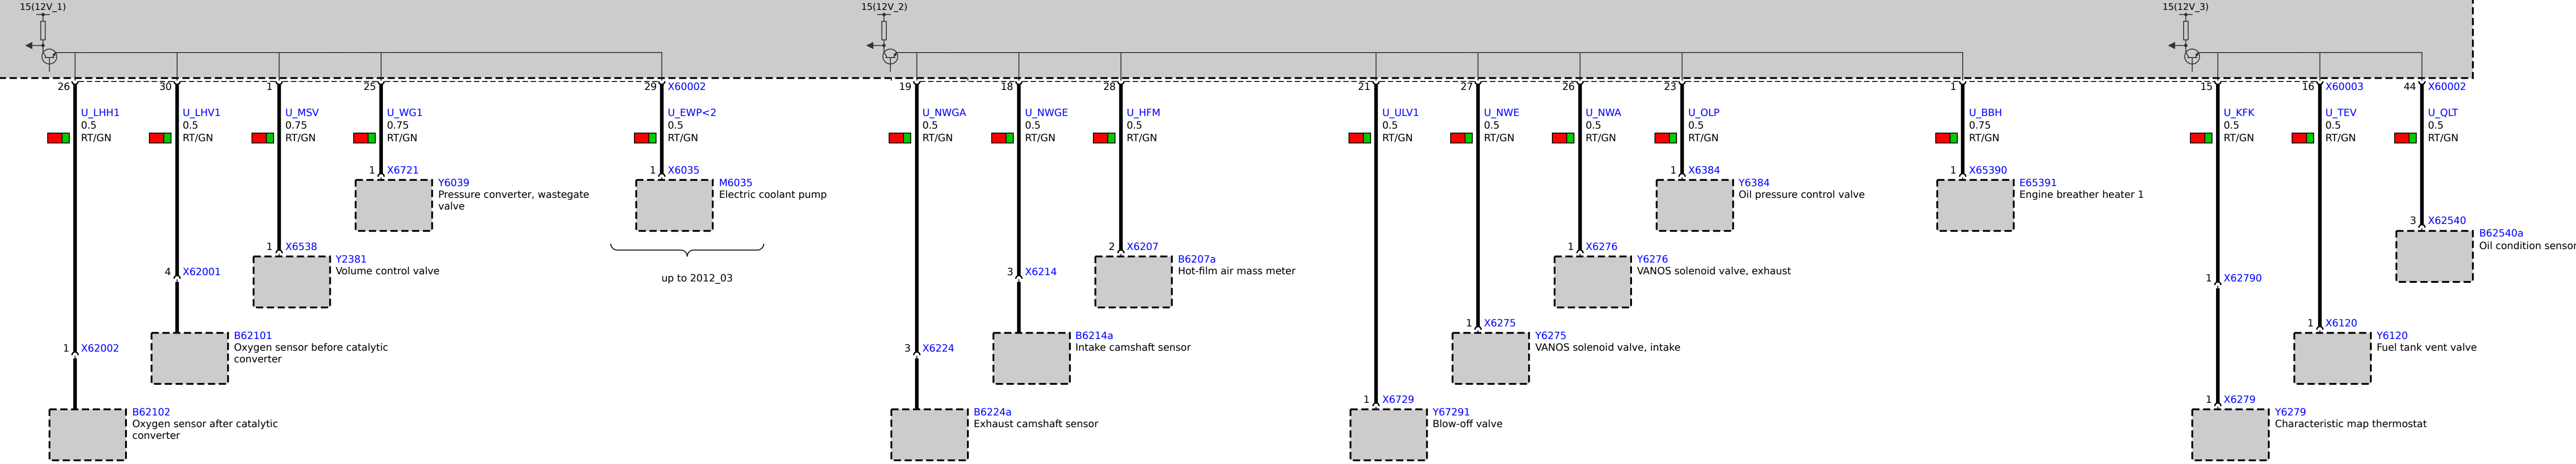 15(12V_1)
15(12V_2)
15(12V_3)
26
30
1
25
29
X60002
19
18
28
21
27
26
23
1
15
16
X60003
44
X60002
U_LHH1
0.5
RT/GN
U_LHV1
0.5
RT/GN
U_MSV
0.75
RT/GN
U_WG1
0.75
RT/GN
U_EWP<2
0.5
RT/GN
U_NWGA
0.5
RT/GN
U_NWGE
0.5
RT/GN
U_HFM
0.5
RT/GN
U_ULV1
0.5
RT/GN
U_NWE
0.5
RT/GN
U_NWA
0.5
RT/GN
U_OLP
0.5
RT/GN
U_BBH
0.75
RT/GN
U_KFK
0.5
RT/GN
U_TEV
0.5
RT/GN
U_QLT
0.5
RT/GN
1 X6721
Y6039
Pressure converter, wastegate
valve
1 X6035
M6035
Electric coolant pump
up to 2012_03
1 X6384
Y6384
Oil pressure control valve
1 X65390
E65391
Engine breather heater 1
3 X62540
B62540a
Oil condition sensor
1 X6538
Y2381
Volume control valve
2 X6207
B6207a
Hot-film air mass meter
1 X6276
Y6276
VANOS solenoid valve, exhaust
4 X62001
B62101
Oxygen sensor before catalytic
converter
3 X6214
B6214a
Intake camshaft sensor
1 X6275
Y6275
VANOS solenoid valve, intake
1 X62790
1 X6120
Y6120
Fuel tank vent valve
1 X62002
B62102
Oxygen sensor after catalytic
converter
3 X6224
B6224a
Exhaust camshaft sensor
1 X6729
Y67291
Blow-off valve
1 X6279
Y6279
Characteristic map thermostat